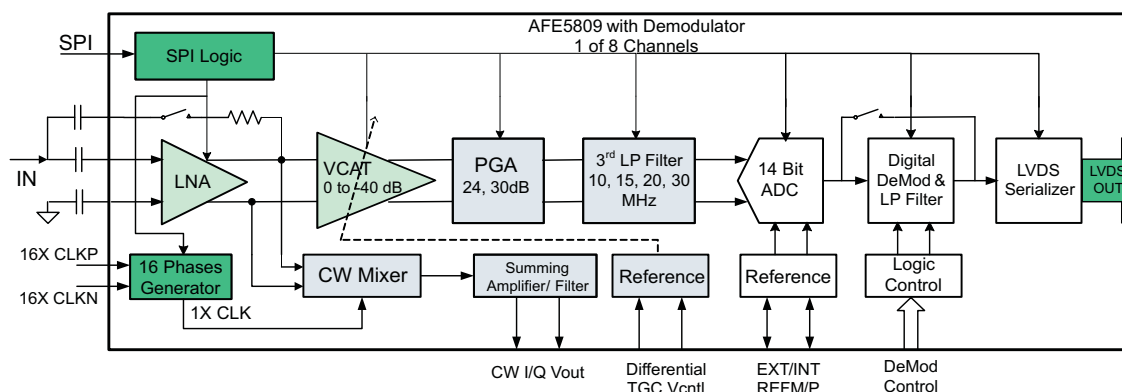 AFE5809 with Demodulator
1 of 8 Channels
SPI
SPI Logic
IN
LNA
VCAT
0 to -40 dB
PGA
24, 30dB
3rd LP Filter
10, 15, 20, 30
MHz
14 Bit
ADC
Digital
DeMod &
LP Filter
LVDS
Serializer
LVDS
OUT
16X CLKP
16X CLKN
16 Phases
Generator
1X CLK
CW Mixer
Summing
Amplifier/ Filter
Reference
Reference
Logic
Control
CW I/Q Vout
Differential
TGC Vcntl
EXT/INT
REFM/P
DeMod
Control